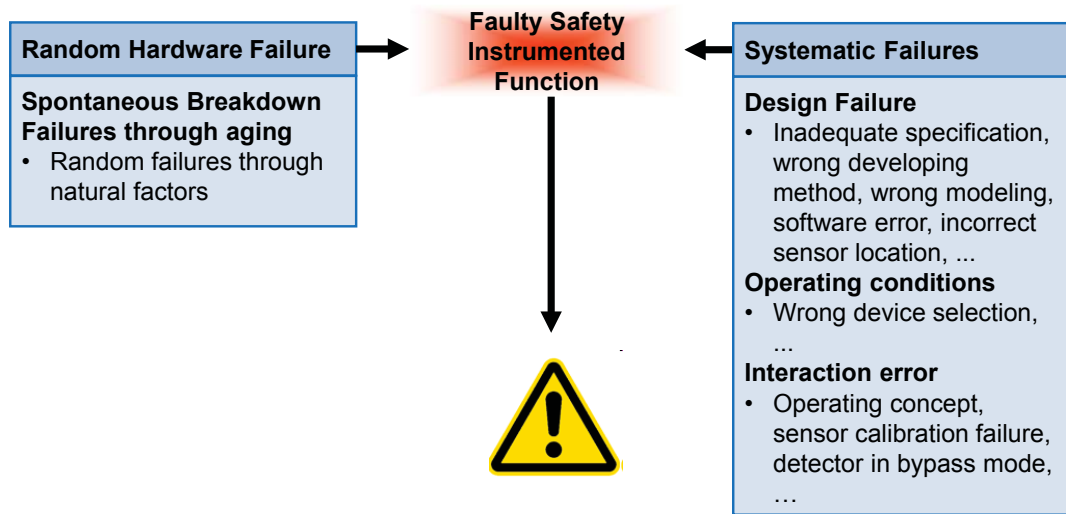 Random Hardware Failure
Spontaneous Breakdown
Failures through aging
• Random failures through
natural factors
Faulty Safety
Instrumented
Function
Systematic Failures
Design Failure
• Inadequate specification,
wrong developing
method, wrong modeling,
software error, incorrect
sensor location, ...
Operating conditions
• Wrong device selection,
...
Interaction error
• Operating concept,
sensor calibration failure,
detector in bypass mode,
…